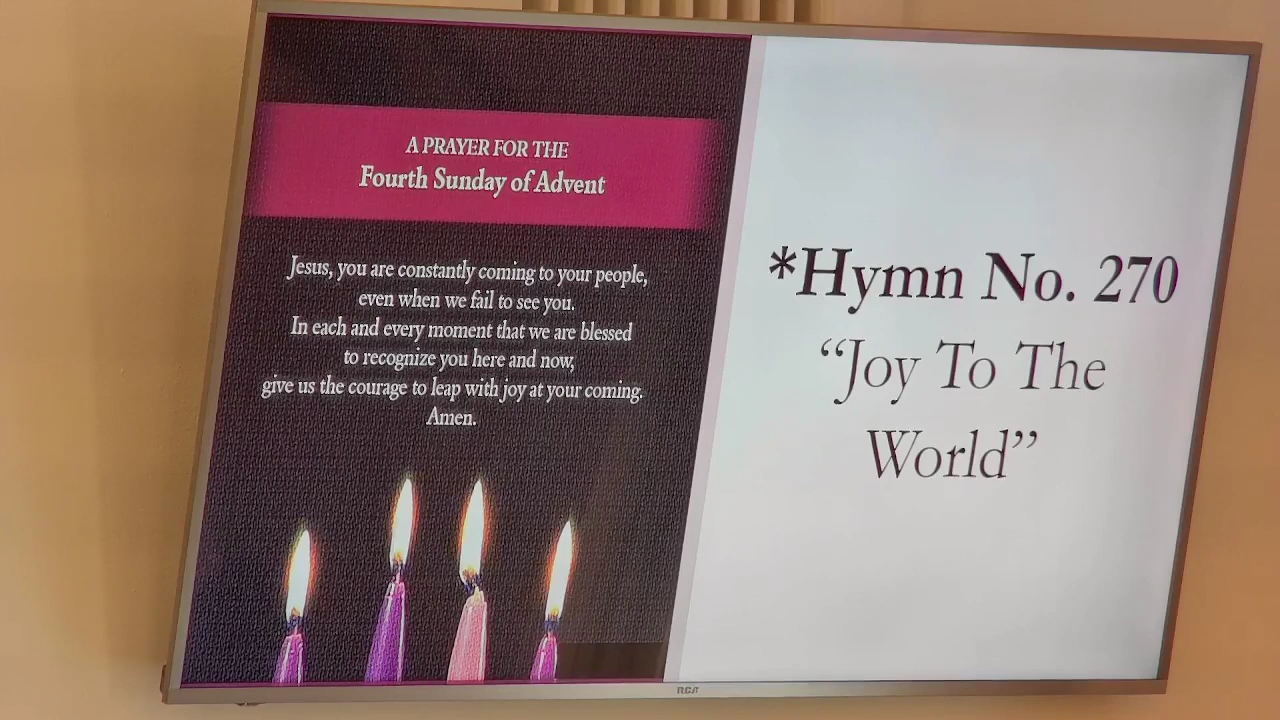 A PRAYER FOR THE
Fourth Sunday of Advent
Jesus, you are constantly coming to your people,
even when we fail to see you.
In each and every moment that we are blessed
to recognize you here and now,
give us the courage to leap with joy at your coming.
Amen.
*Hymn No. 270
“Joy To The
World”
RCA